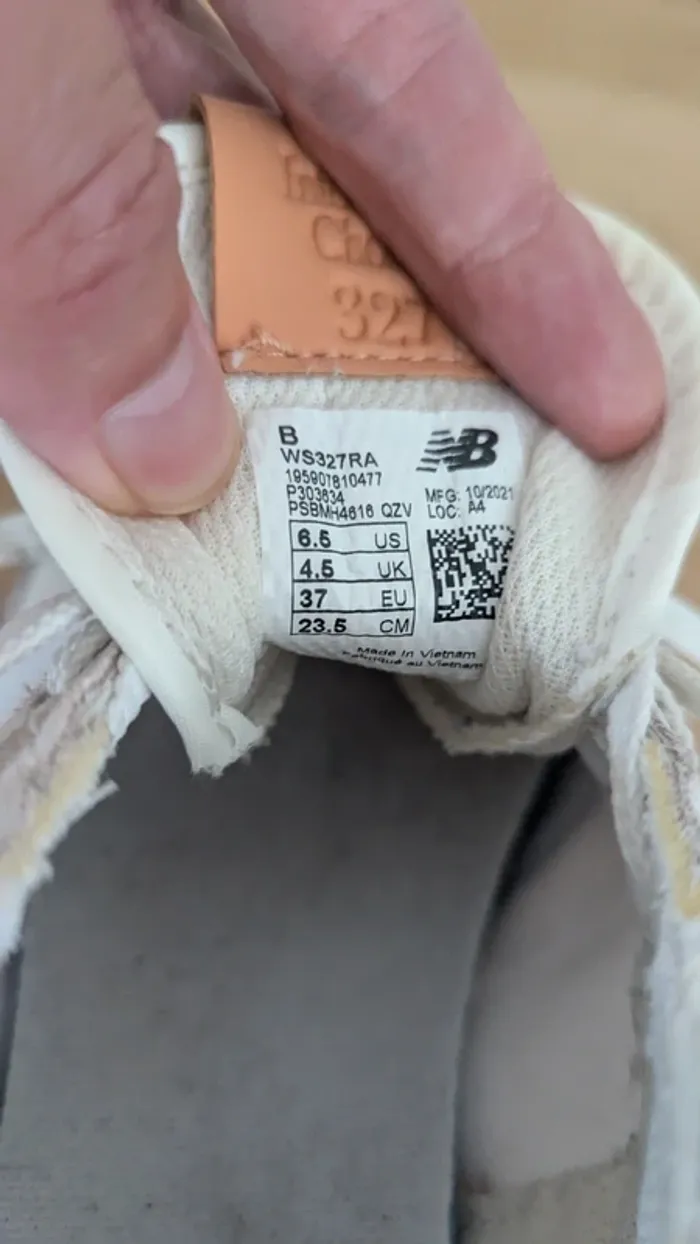 327
B
WS327RA
195907810477
P303634
PSBMH4616 QZV
NB
MFG: 10/2021
LOC: A4
6.5 US
4.5 UK
37 EU
23.5 CM
Made in Vietnam
Fabriqué au Vietnam